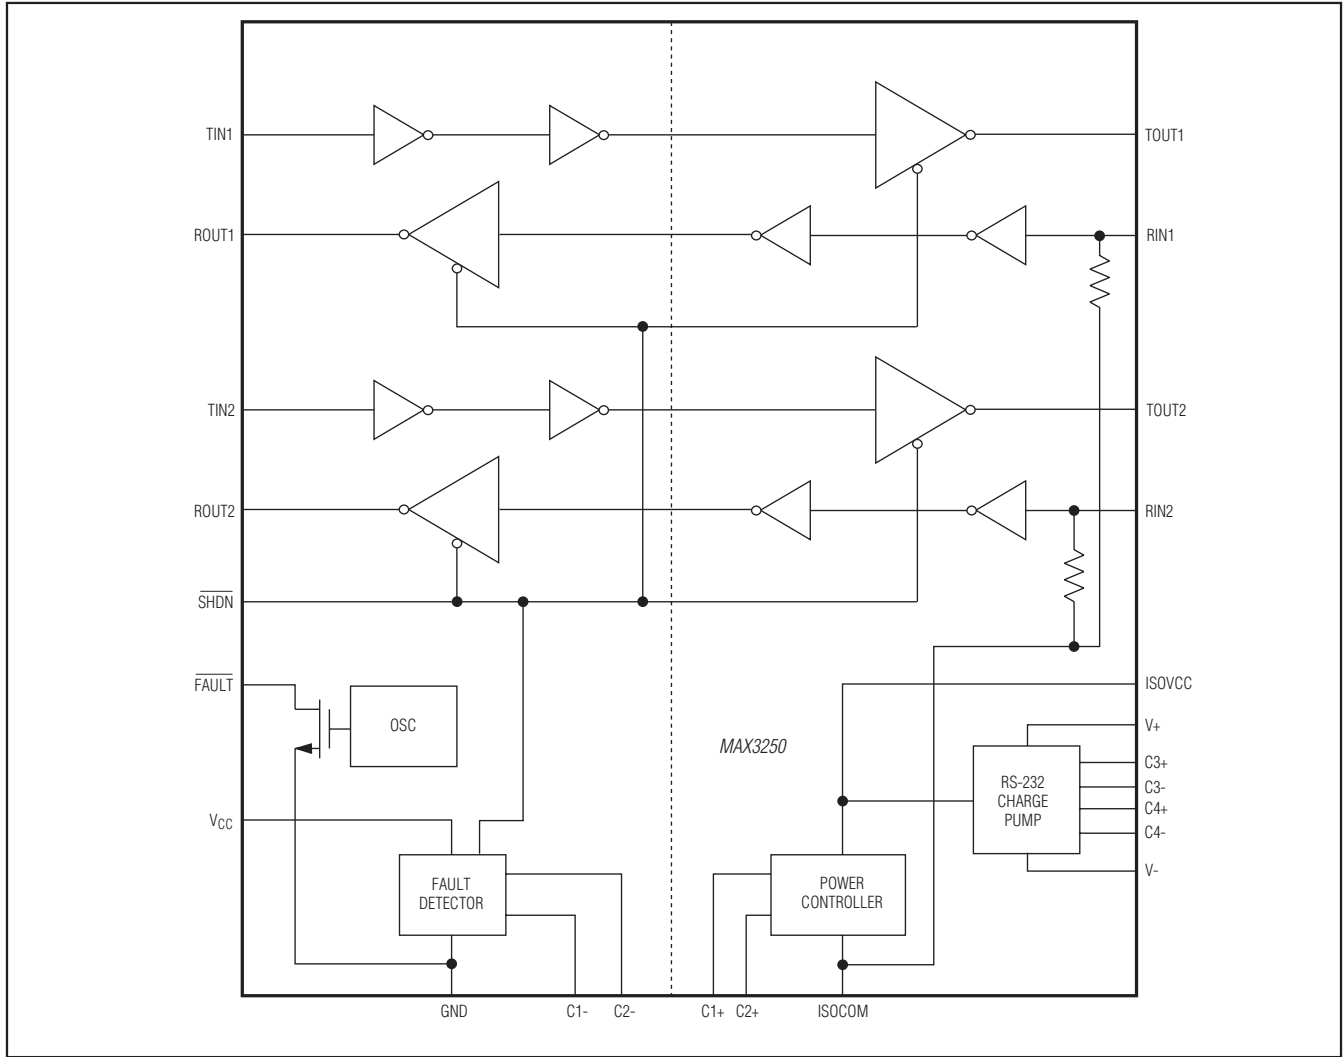 TIN1
TOUT1
ROUT1
RIN1
TIN2
TOUT2
ROUT2
RIN2
SHDN
FAULT
OSC
ISOVCC
V+
MAX3250
C3+
RS-232
CHARGE
PUMP
C3-
C4+
C4-
VCC
V-
FAULT
DETECTOR
POWER
CONTROLLER
GND
C1-
C2-
C1+
C2+
ISOCOM